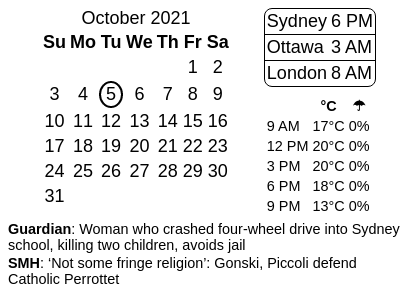 October 2021
Su Mo Tu We Th Fr Sa
1 2
3 4 5 6 7 8 9
10 11 12 13 14 15 16
17 18 19 20 21 22 23
24 25 26 27 28 29 30
31
Sydney 6 PM
Ottawa 3 AM
London 8 AM
°C ☂
9 AM 17°C 0%
12 PM 20°C 0%
3 PM 20°C 0%
6 PM 18°C 0%
9 PM 13°C 0%
Guardian: Woman who crashed four-wheel drive into Sydney
school, killing two children, avoids jail
SMH: ‘Not some fringe religion’: Gonski, Piccoli defend
Catholic Perrottet